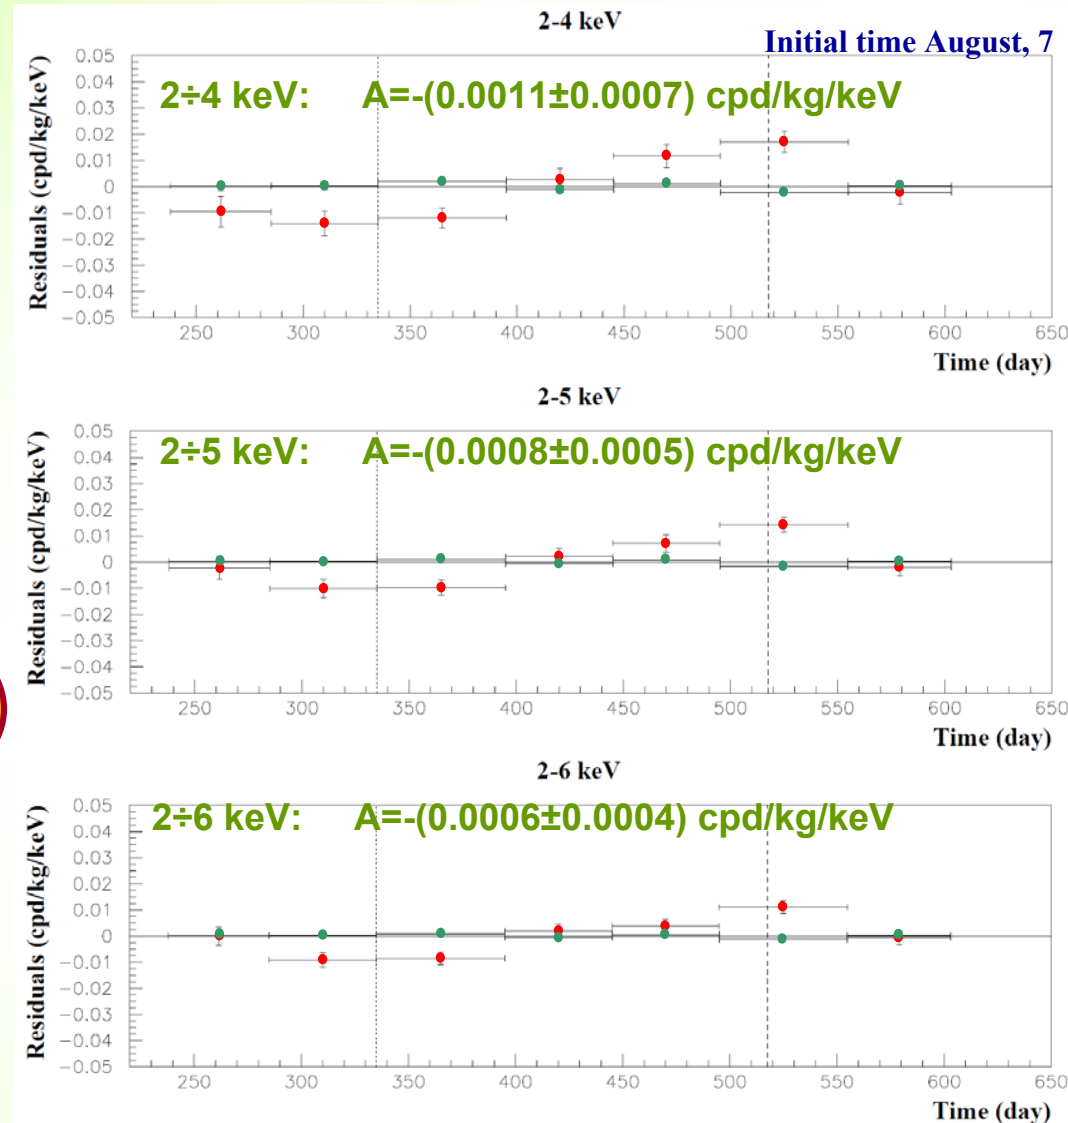 2-4 keV
Initial time August, 7
2÷4 keV: A=-(0.0011±0.0007) cpd/kg/keV
Residuals (cpd/kg/keV)
0.05
0.04
0.03
0.02
0.01
0
−0.01
−0.02
−0.03
−0.04
−0.05
250 300 350 400 450 500 550 600 650
Time (day)
2-5 keV
2÷5 keV: A=-(0.0008±0.0005) cpd/kg/keV
Residuals (cpd/kg/keV)
0.05
0.04
0.03
0.02
0.01
0
−0.01
−0.02
−0.03
−0.04
−0.05
250 300 350 400 450 500 550 600 650
Time (day)
2-6 keV
2÷6 keV: A=-(0.0006±0.0004) cpd/kg/keV
Residuals (cpd/kg/keV)
0.05
0.04
0.03
0.02
0.01
0
−0.01
−0.02
−0.03
−0.04
−0.05
250 300 350 400 450 500 550 600 650
Time (day)